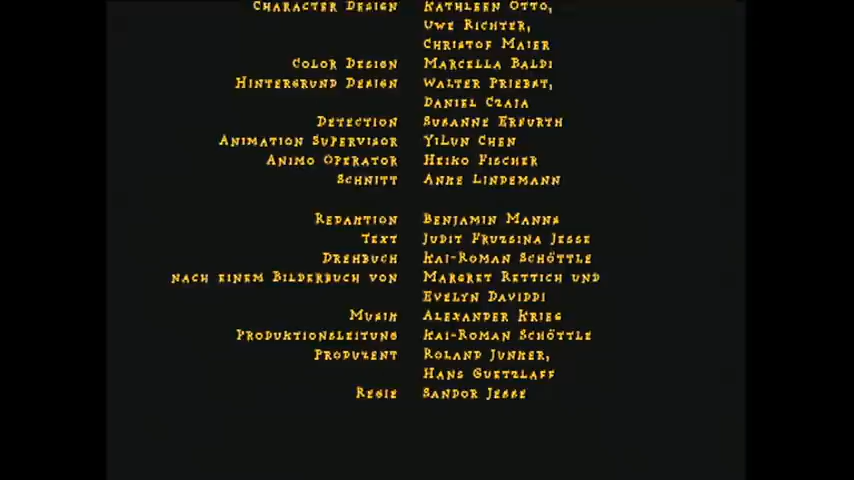 Character Design Kathleen Otto,
Uwe Richter,
Christof Maier
Color Design Marcella Baldi
Hintergrund Design Walter Priebst,
Daniel Czaja
Detection Susanne Erfurth
Animation Supervisor YiLun Chen
Animo Operator Heiko Fischer
Schnitt Anke Lindemann
Redaktion Benjamin Manns
Text Judit Fruzsina Jesse
Drehbuch Kai-Roman Schöttle
nach einem Bilderbuch von Margret Rettich und
Evelyn Daviddi
Musik Alexander Krieg
Produktionsleitung Kai-Roman Schöttle
Produzent Roland Junker,
Hans Guetzlaff
Regie Sandor Jesse